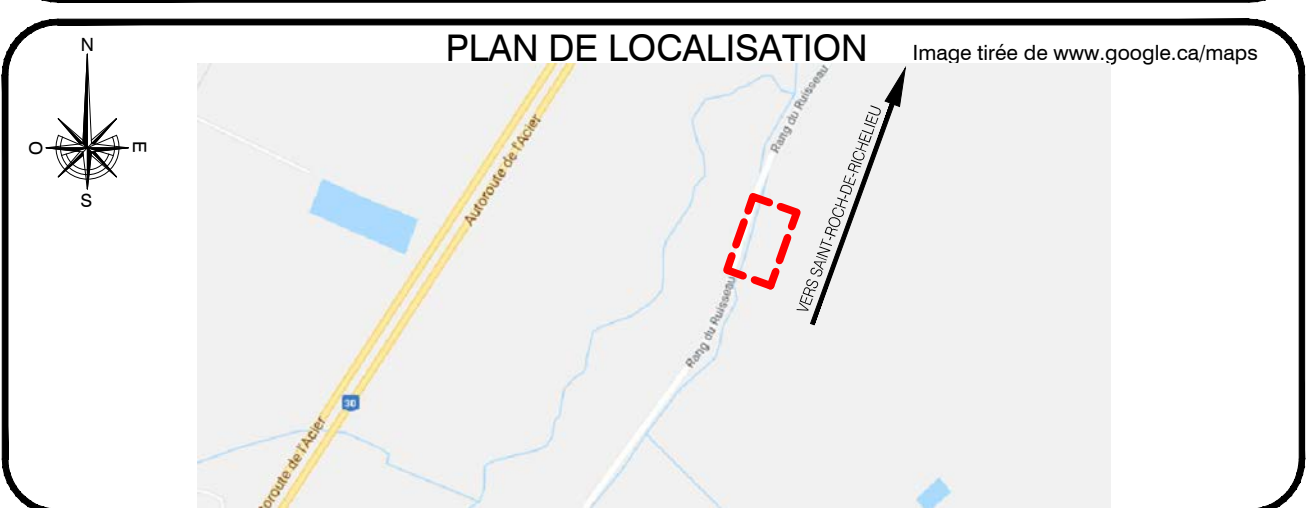 PLAN DE LOCALISATION
Image tirée de www.google.ca/maps
N
O
E
S
Autoroute de l'Acier
Rang du Ruisseau
VERS SAINT-ROCH-DE-RICHELIEU
Rang du Ruisseau
30
oroute de l'Acier